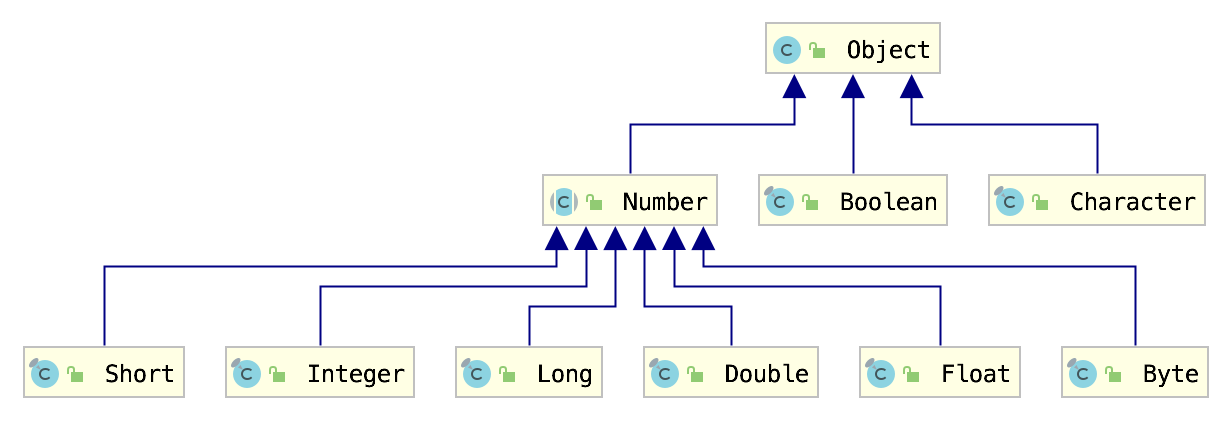 C Object
C Number
C Boolean
C Character
C Short
C Integer
C Long
C Double
C Float
C Byte